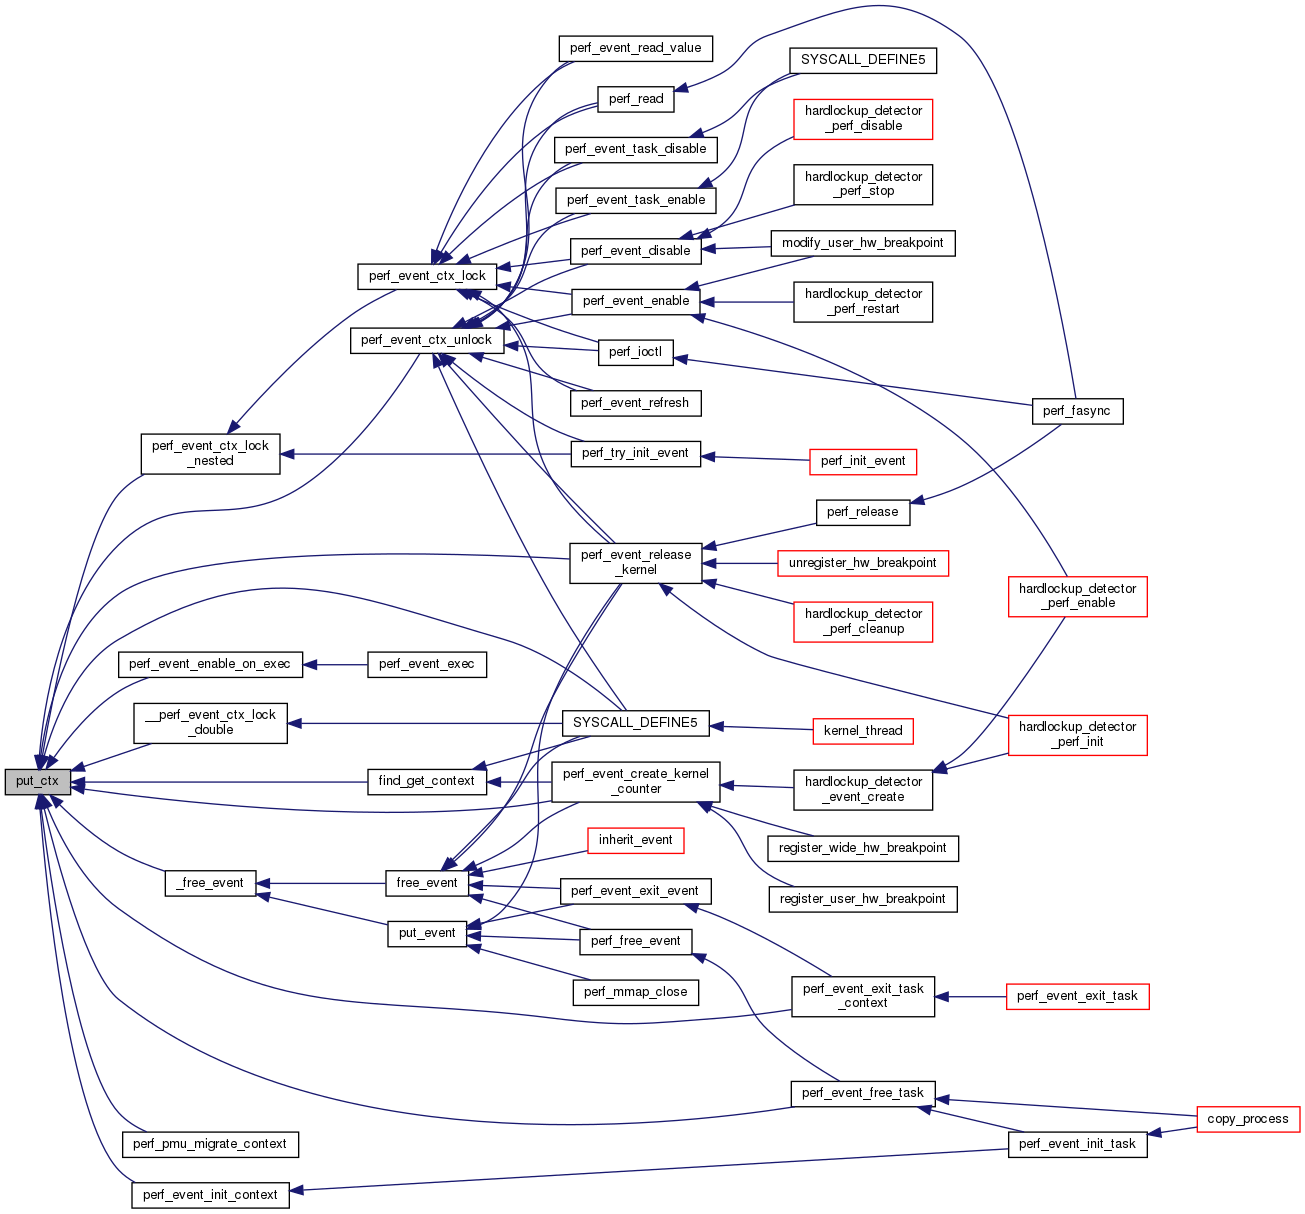 perf_event_read_value
SYSCALL_DEFINE5
perf_read
hardlockup_detector
_perf_disable
perf_event_task_disable
hardlockup_detector
_perf_stop
perf_event_task_enable
perf_event_disable
modify_user_hw_breakpoint
perf_event_ctx_lock
perf_event_enable
hardlockup_detector
_perf_restart
perf_event_ctx_unlock
perf_ioctl
perf_event_refresh
perf_fasync
perf_event_ctx_lock
_nested
perf_try_init_event
perf_init_event
perf_release
perf_event_release
_kernel
unregister_hw_breakpoint
hardlockup_detector
_perf_enable
hardlockup_detector
_perf_cleanup
perf_event_enable_on_exec
perf_event_exec
__perf_event_ctx_lock
_double
SYSCALL_DEFINE5
kernel_thread
hardlockup_detector
_perf_init
put_ctx
find_get_context
perf_event_create_kernel
_counter
hardlockup_detector
_event_create
inherit_event
register_wide_hw_breakpoint
_free_event
free_event
perf_event_exit_event
register_user_hw_breakpoint
put_event
perf_free_event
perf_mmap_close
perf_event_exit_task
_context
perf_event_exit_task
perf_event_free_task
copy_process
perf_pmu_migrate_context
perf_event_init_task
perf_event_init_context